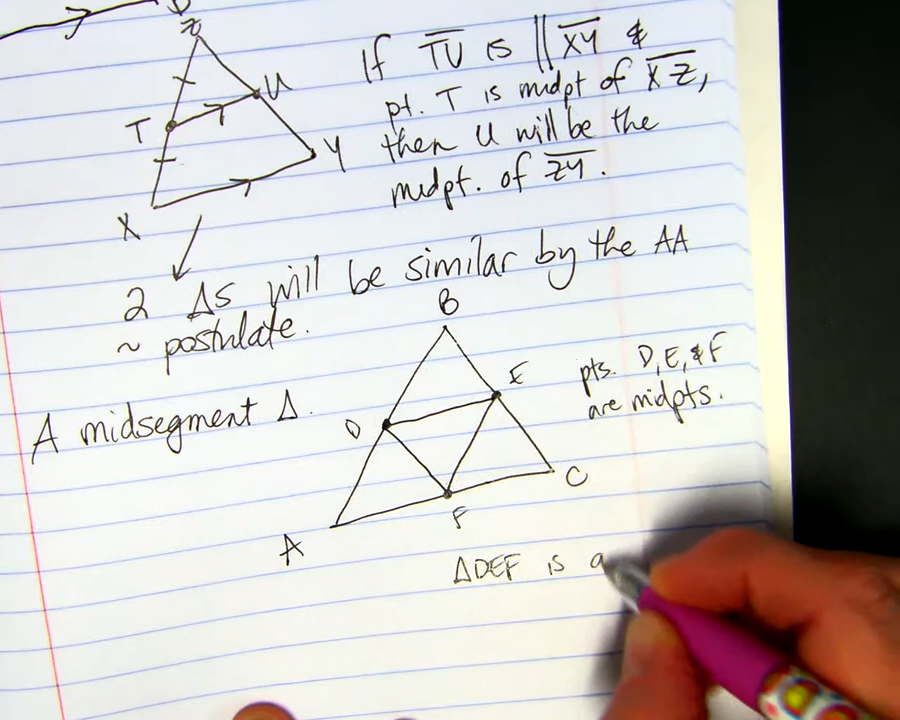 Z
U
T
Y
X
If TU is || XY &
pt. T is midpt of XZ,
then U will be the
midpt. of ZY.
2 Δs will be similar by the AA
~ postulate.
B
E
pts. D, E, & F
are midpts.
A midsegment Δ.
D
C
F
A
ΔDEF is a